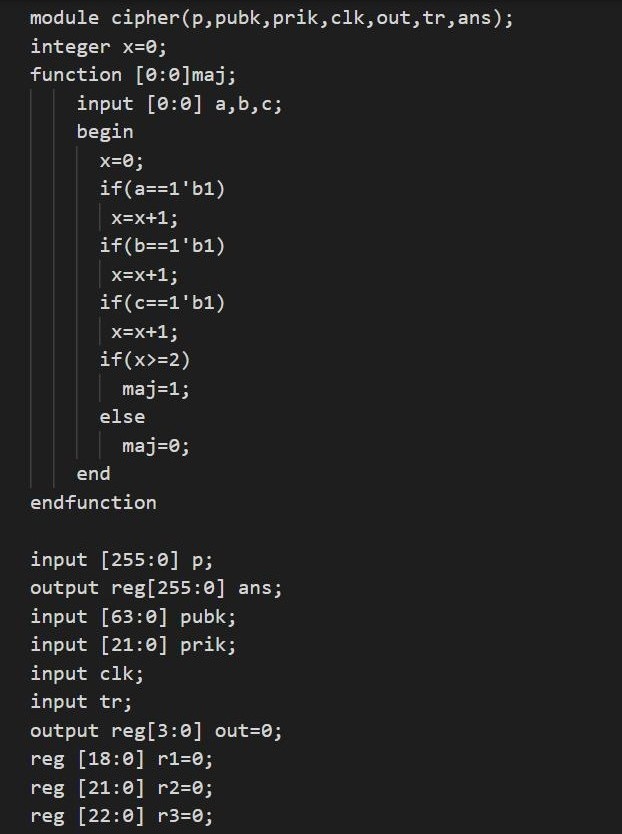 module cipher(p,pubk,prik,clk,out,tr,ans);
integer x=0;
function [0:0]maj;
input [0:0] a,b,c;
begin
x=0;
if(a==1'b1)
x=x+1;
if(b==1'b1)
x=x+1;
if(c==1'b1)
x=x+1;
if(x>=2)
maj=1;
else
maj=0;
end
endfunction
input [255:0] p;
output reg[255:0] ans;
input [63:0] pubk;
input [21:0] prik;
input clk;
input tr;
output reg[3:0] out=0;
reg [18:0] r1=0;
reg [21:0] r2=0;
reg [22:0] r3=0;